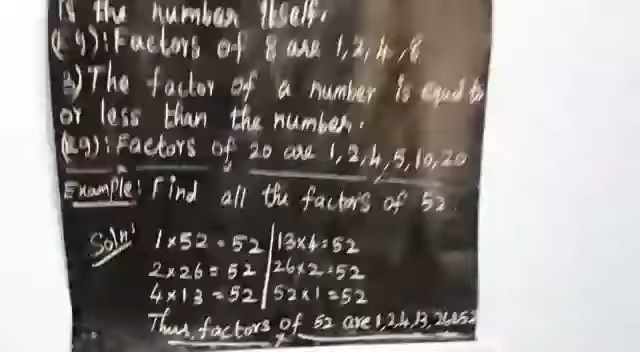 is the number itself.
(eg): Factors of 8 are 1, 2, 4, 8
3) The factor of a number is equal to
or less than the number.
(eg): Factors of 20 are 1, 2, 4, 5, 10, 20
Example: Find all the factors of 52.
Soln: 1 x 52 = 52 | 13 x 4 = 52
2 x 26 = 52 | 26 x 2 = 52
4 x 13 = 52 | 52 x 1 = 52
Thus, factors of 52 are 1, 2, 4, 13, 26 & 52